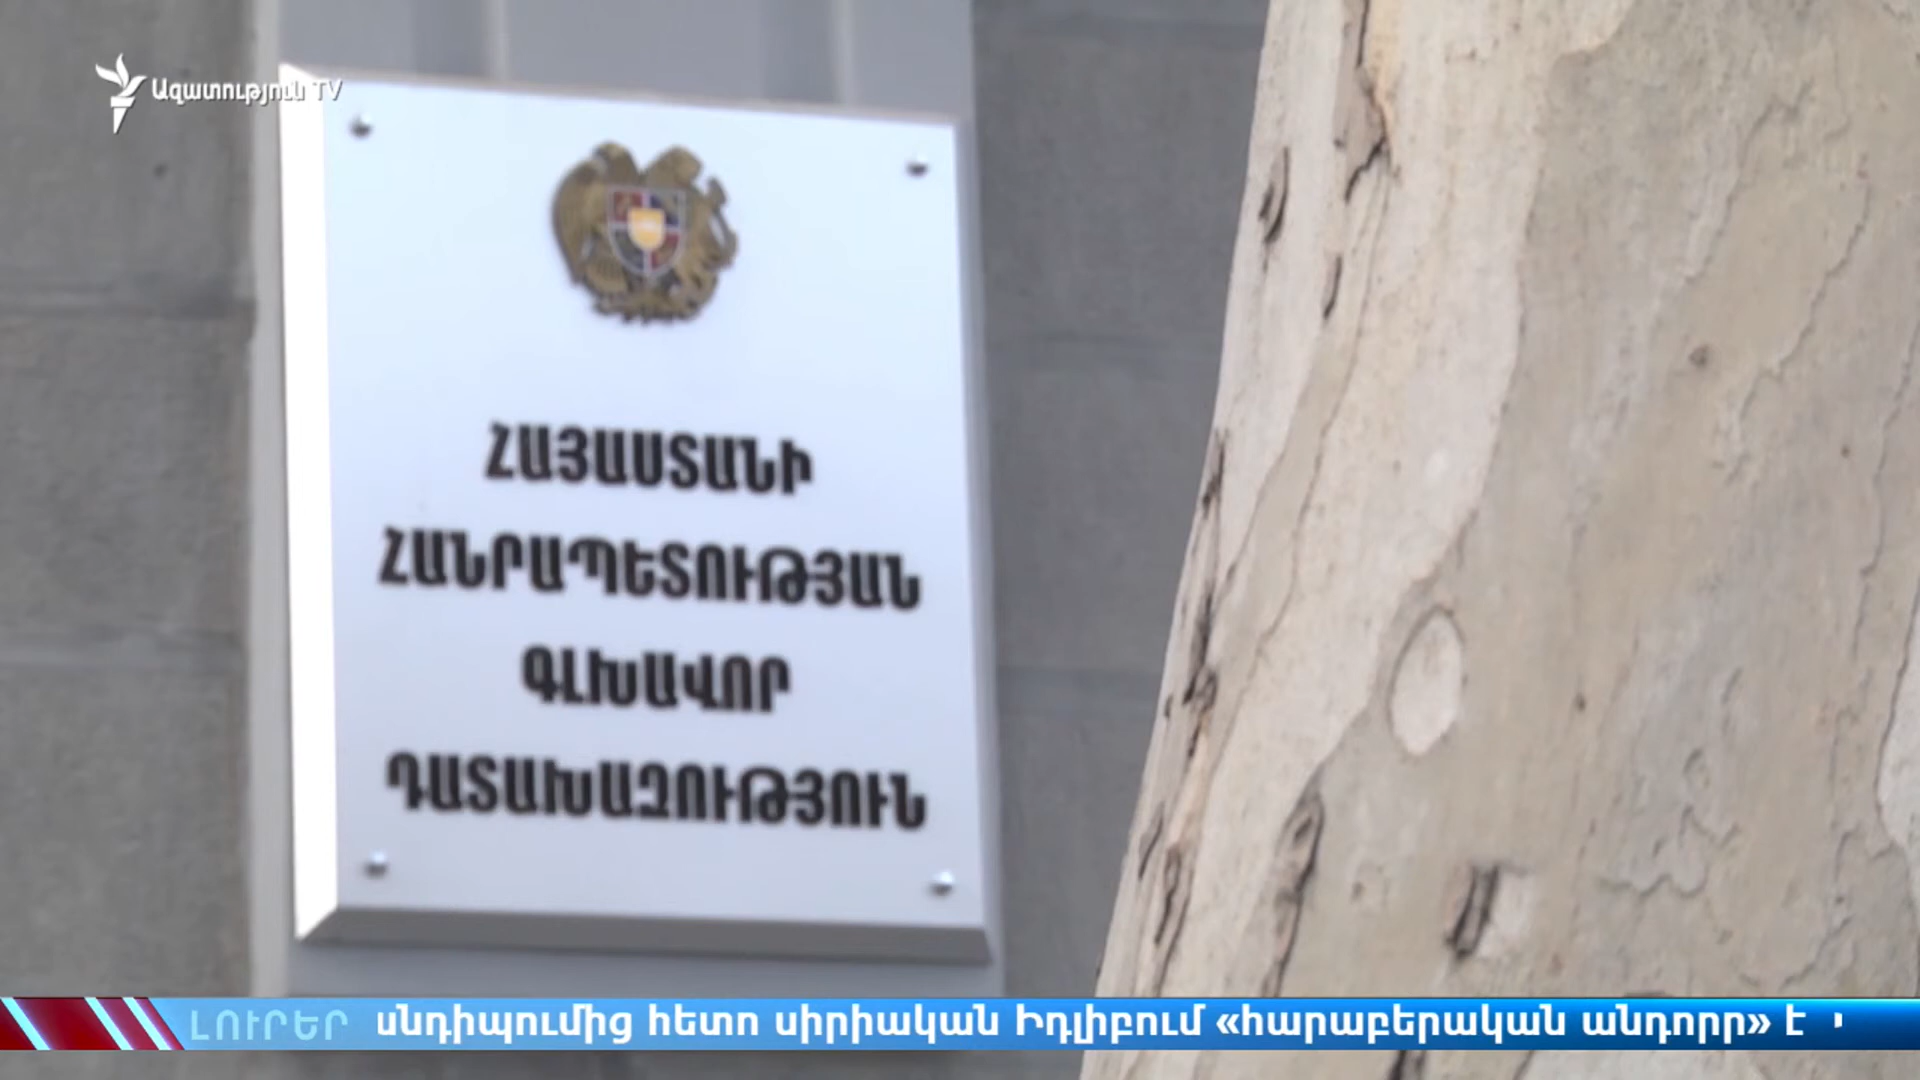 Ազատություն TV
ՀԱՅԱՍՏԱՆԻ
ՀԱՆՐԱՊԵՏՈՒԹՅԱՆ
ԳԼԽԱՎՈՐ
ԴԱՏԱԽԱԶՈՒԹՅՈՒՆ
ԼՈՒՐԵՐ սնդիպումից հետո սիրիական Իդլիբում «հարաբերական անդորր» է